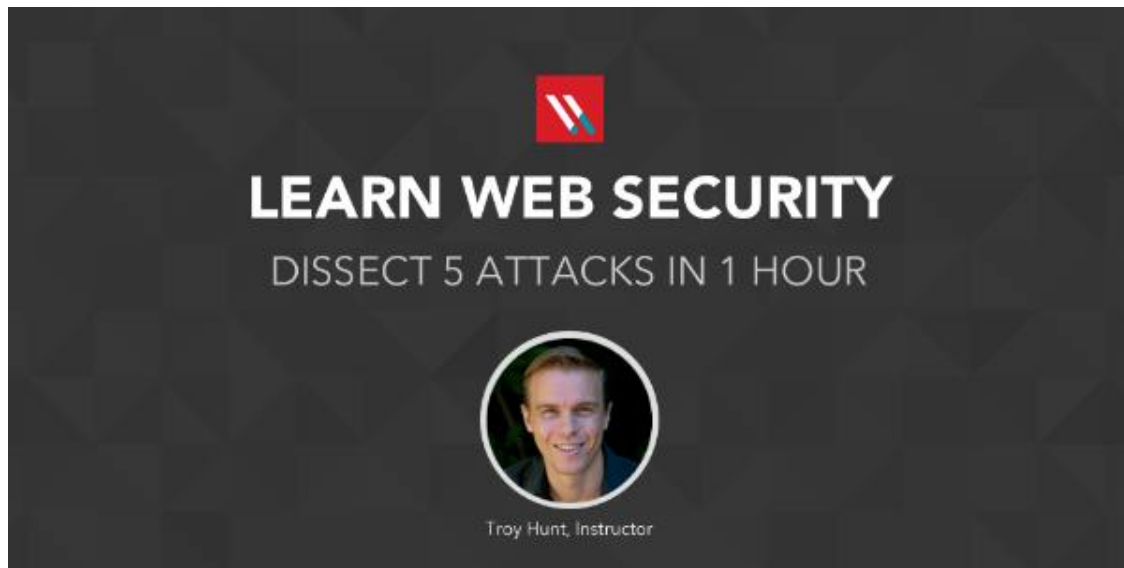 LEARN WEB SECURITY
DISSECT 5 ATTACKS IN 1 HOUR
Troy Hunt, Instructor